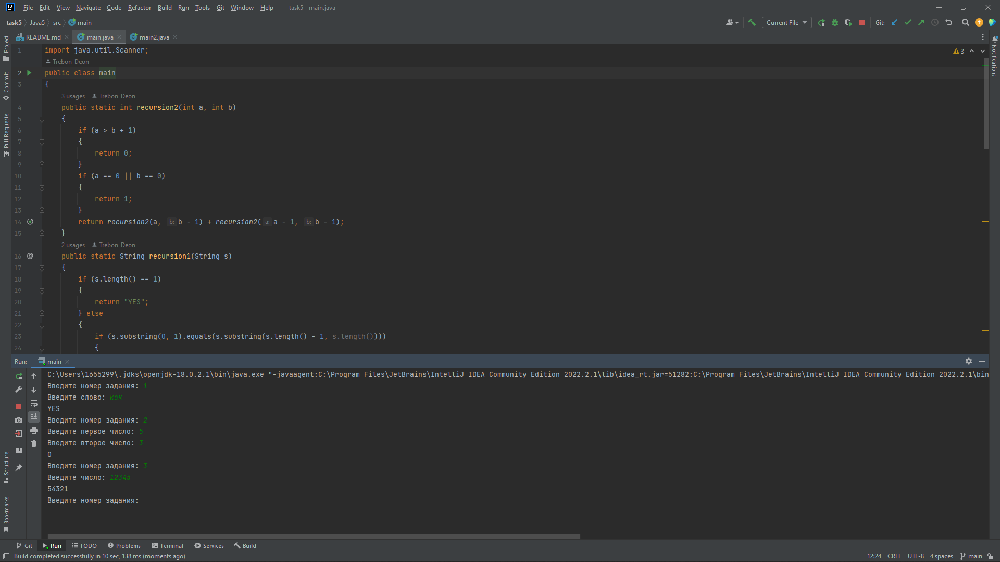 File Edit View Navigate Code Refactor Build Run Tools Git Window Help task5 - main.java
task5 Java5 src main
Current File Git:
README.md main.java main2.java
Project
Commit
Pull Requests
Structure
Bookmarks
Notifications
3
1 import java.util.Scanner;
Trebon_Deon
2 public class main
3 {
3 usages Trebon_Deon
4 public static int recursion2(int a, int b)
5 {
6 if (a > b + 1)
7 {
8 return 0;
9 }
10 if (a == 0 || b == 0)
11 {
12 return 1;
13 }
14 return recursion2(a, b: b - 1) + recursion2( a: a - 1, b: b - 1);
15 }
2 usages Trebon_Deon
16 @ public static String recursion1(String s)
17 {
18 if (s.length() == 1)
19 {
20 return "YES";
21 } else
22 {
23 if (s.substring(0, 1).equals(s.substring(s.length() - 1, s.length())))
24 {
Run: main
C:\Users\1655299\.jdks\openjdk-18.0.2.1\bin\java.exe "-javaagent:C:\Program Files\JetBrains\IntelliJ IDEA Community Edition 2022.2.1\lib\idea_rt.jar=51282:C:\Program Files\JetBrains\IntelliJ IDEA Community Edition 2022.2.1\bin
Введите номер задания: 1
Введите слово: кок
YES
Введите номер задания: 2
Введите первое число: 5
Введите второе число: 3
0
Введите номер задания: 3
Введите число: 12345
54321
Введите номер задания:
Git Run TODO Problems Terminal Services Build
Build completed successfully in 10 sec, 138 ms (moments ago) 12:24 CRLF UTF-8 4 spaces main